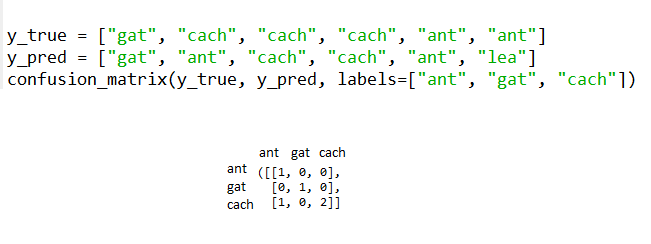 y_true = ["gat", "cach", "cach", "cach", "ant", "ant"]
y_pred = ["gat", "ant", "cach", "cach", "ant", "lea"]
confusion_matrix(y_true, y_pred, labels=["ant", "gat", "cach"])
ant gat cach
ant ([[1, 0, 0],
gat [0, 1, 0],
cach [1, 0, 2]]